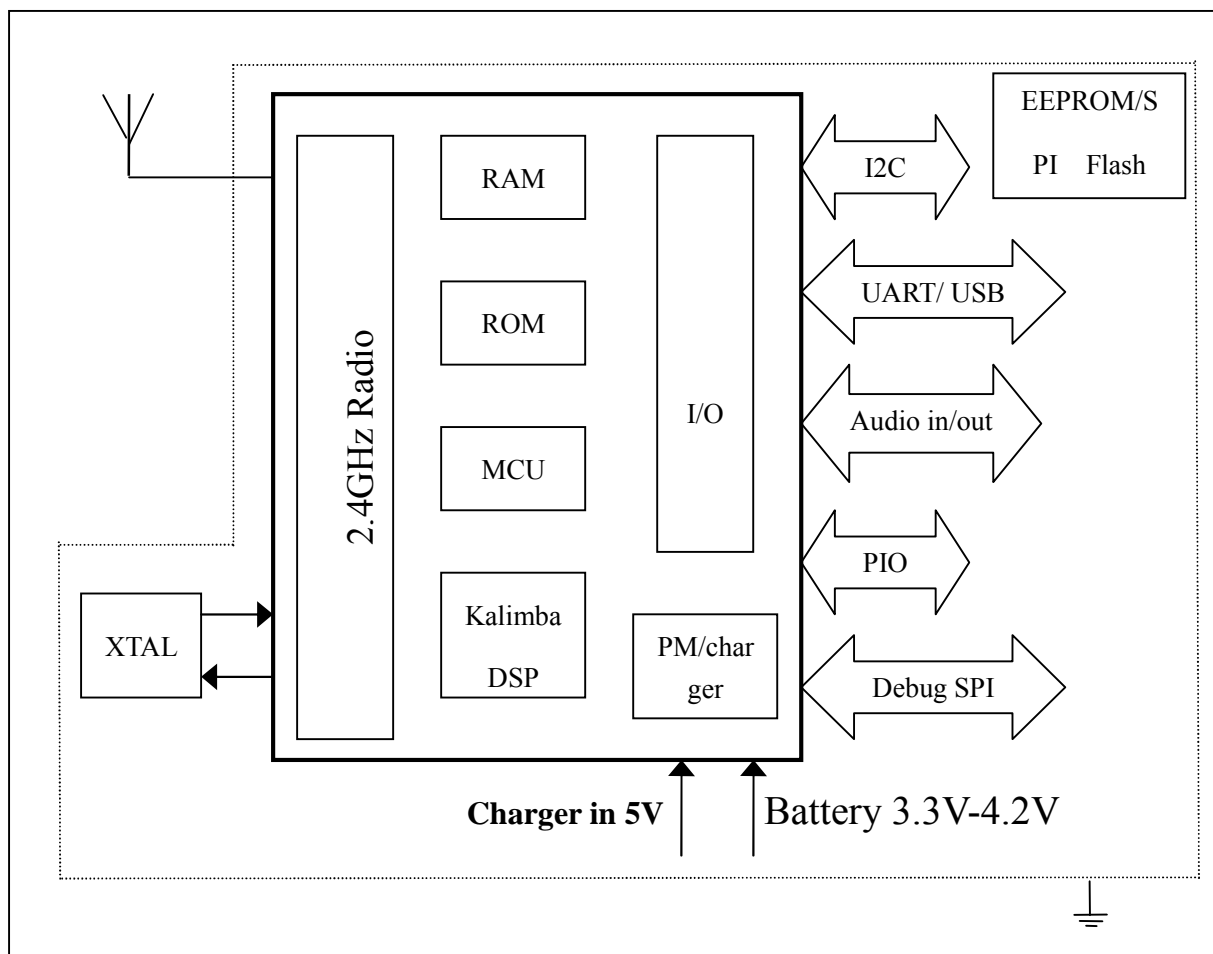 EEPROM/S
PI Flash
RAM
I2C
ROM
UART/ USB
2.4GHz Radio
I/O
Audio in/out
MCU
PIO
Kalimba
DSP
XTAL
PM/char
ger
Debug SPI
Charger in 5V
Battery 3.3V-4.2V